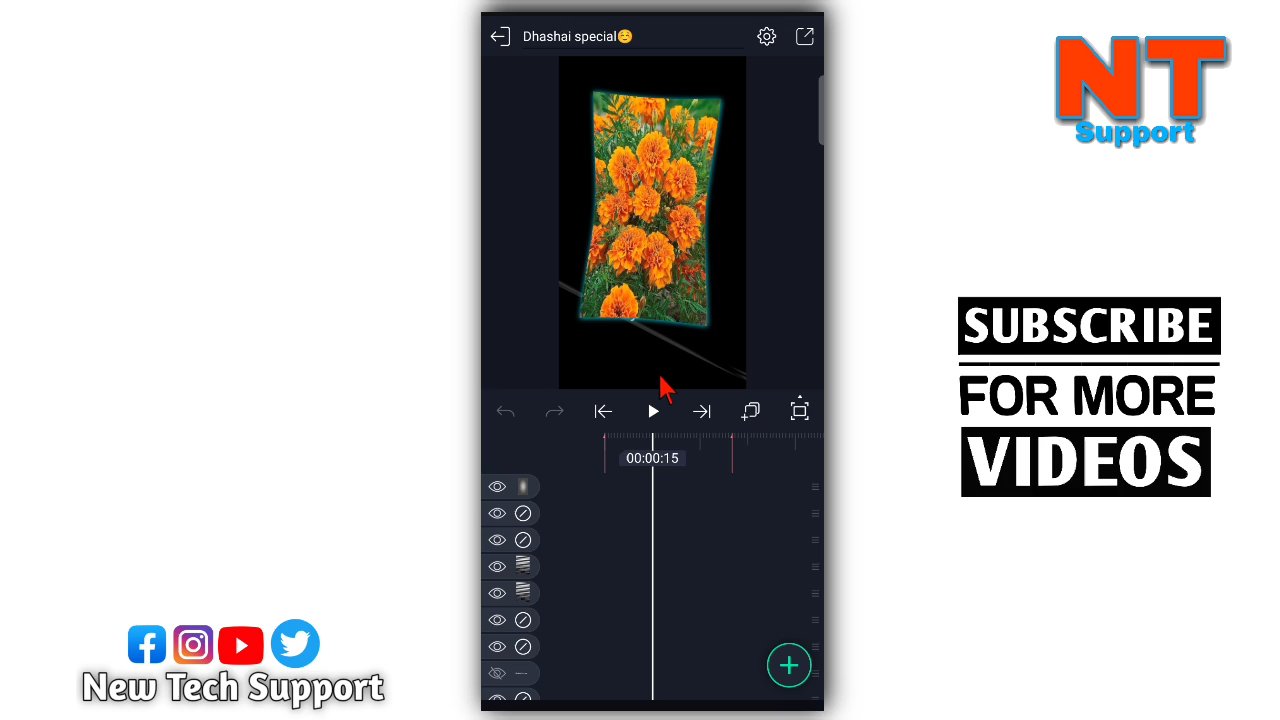 Dhashai special☺️
NT
Support
SUBSCRIBE
FOR MORE
VIDEOS
00:00:15
New Tech Support